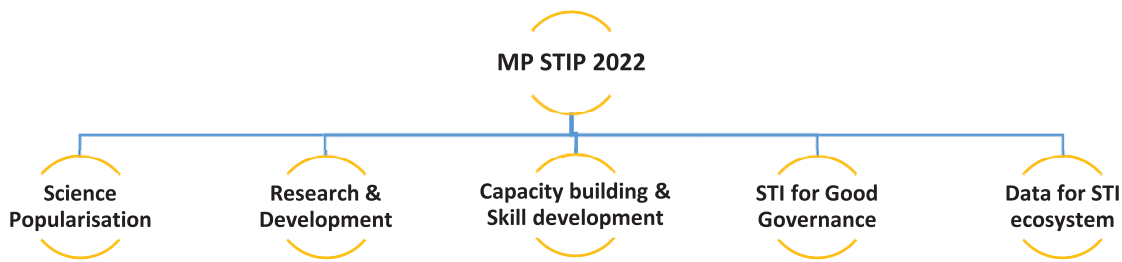 MP STIP 2022
Science
Popularisation
Research &
Development
Capacity building &
Skill development
STI for Good
Governance
Data for STI
ecosystem